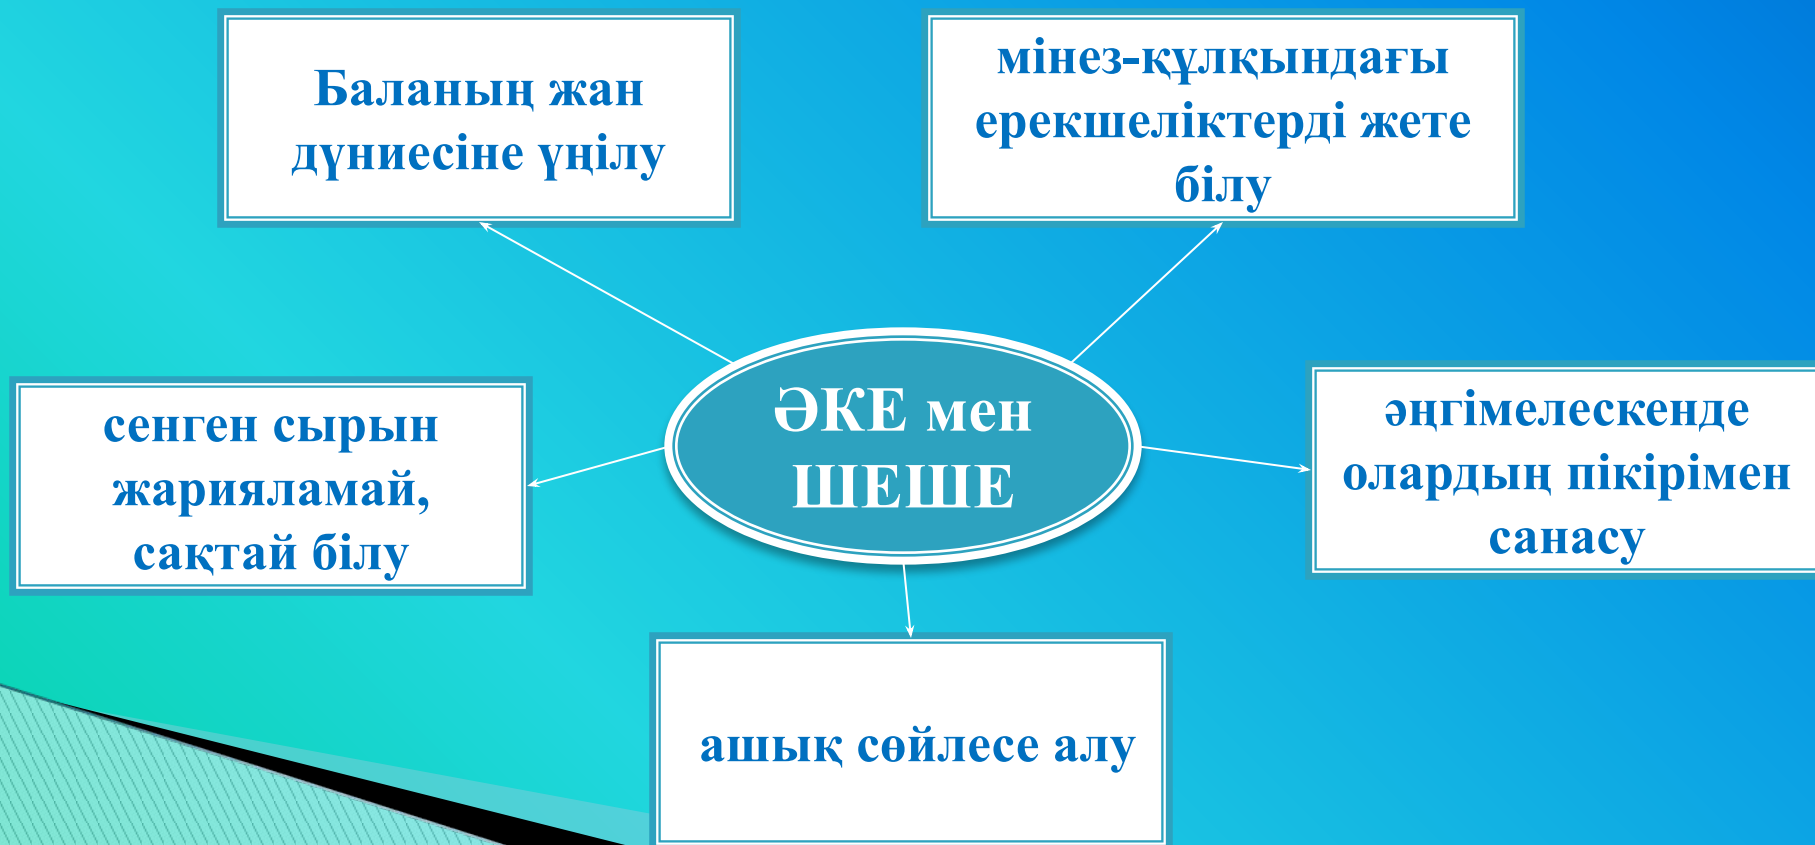 Баланың жан
дүниесіне үңілу
мінез-құлқындағы
ерекшеліктерді жете
білу
ӘКЕ мен
ШЕШЕ
сенген сырын
жарияламай,
сақтай білу
әңгімелескенде
олардың пікірімен
санасу
ашық сөйлесе алу